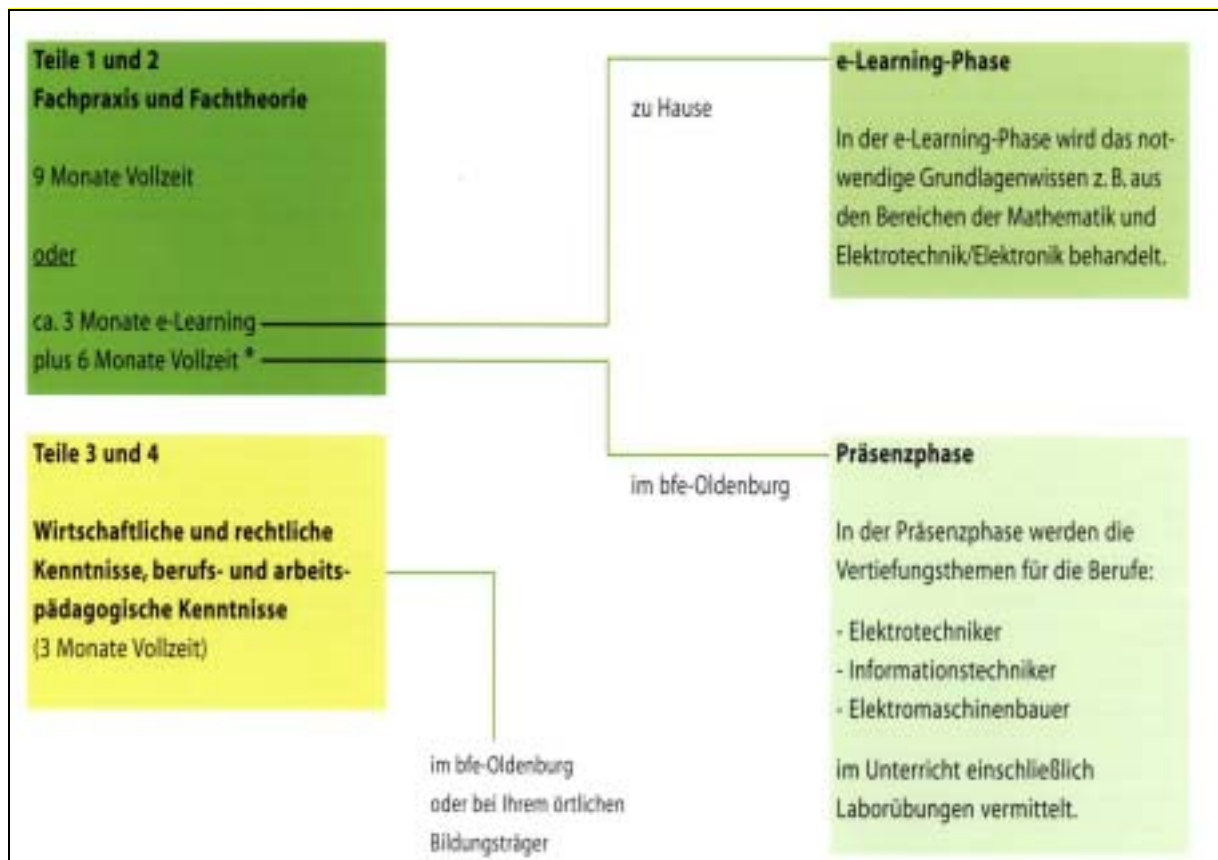 Teile 1 und 2
Fachpraxis und Fachtheorie
9 Monate Vollzeit
oder
ca. 3 Monate e-Learning
plus 6 Monate Vollzeit *
zu Hause
e-Learning-Phase
In der e-Learning-Phase wird das not-
wendige Grundlagenwissen z. B. aus
den Bereichen der Mathematik und
Elektrotechnik/Elektronik behandelt.
Teile 3 und 4
Wirtschaftliche und rechtliche
Kenntnisse, berufs- und arbeits-
pädagogische Kenntnisse
(3 Monate Vollzeit)
im bfe-Oldenburg
oder bei Ihrem örtlichen
Bildungsträger
im bfe-Oldenburg
Präsenzphase
In der Präsenzphase werden die
Vertiefungsthemen für die Berufe:
- Elektrotechniker
- Informationstechniker
- Elektromaschinenbauer
im Unterricht einschließlich
Laborübungen vermittelt.